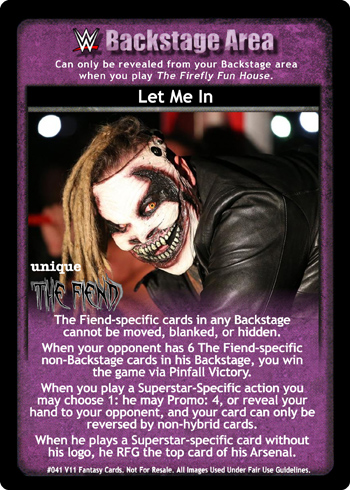 W Backstage Area
Can only be revealed from your Backstage area
when you play The Firefly Fun House.
Let Me In
unique
THE FIEND
The Fiend-specific cards in any Backstage
cannot be moved, blanked, or hidden.
When your opponent has 6 The Fiend-specific
non-Backstage cards in his Backstage, you win
the game via Pinfall Victory.
When you play a Superstar-Specific action you
may choose 1: he may Promo: 4, or reveal your
hand to your opponent, and your card can only be
reversed by non-hybrid cards.
When he plays a Superstar-specific card without
his logo, he RFG the top card of his Arsenal.
#041 V11 Fantasy Cards. Not For Resale. All Images Used Under Fair Use Guidelines.